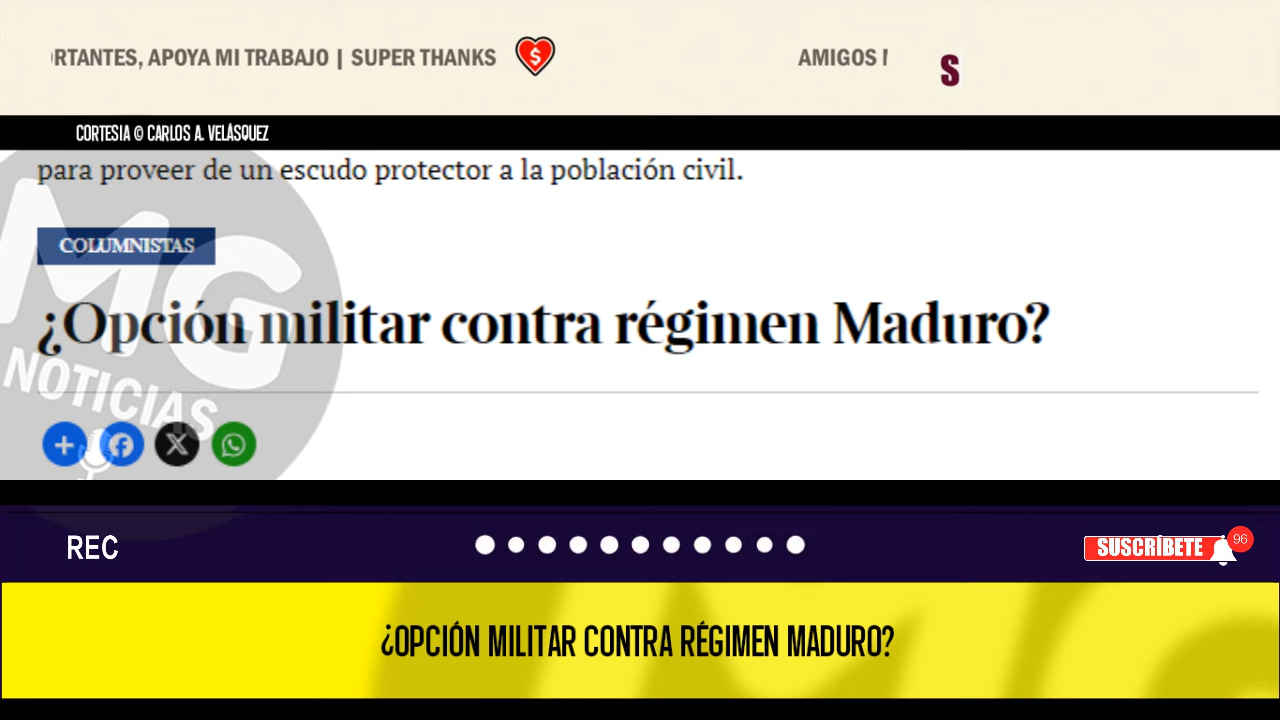 RTANTES, APOYA MI TRABAJO | SUPER THANKS
$
AMIGOS
S
CORTESIA © CARLOS A. VELÁSQUEZ
para proveer de un escudo protector a la población civil.
COLUMNISTAS
¿Opción militar contra régimen Maduro?
MG
NOTICIAS
REC
SUSCRÍBETE
96
¿OPCIÓN MILITAR CONTRA RÉGIMEN MADURO?